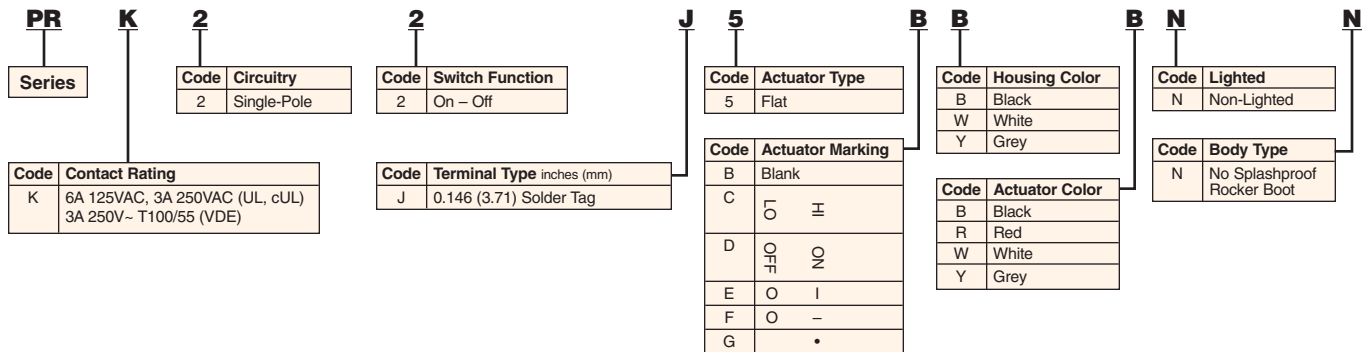 PR K 2 2 J 5 B B B N N
Series
Code Circuitry
2 Single-Pole
Code Switch Function
2 On – Off
Code Actuator Type
5 Flat
Code Housing Color
B Black
W White
Y Grey
Code Lighted
N Non-Lighted
Code Contact Rating
K 6A 125VAC, 3A 250VAC (UL, cUL)
3A 250V~ T100/55 (VDE)
Code Terminal Type inches (mm)
J 0.146 (3.71) Solder Tag
Code Actuator Marking
B Blank
C LO HI
D OFF ON
E O I
F O –
G •
Code Actuator Color
B Black
R Red
W White
Y Grey
Code Body Type
N No Splashproof
Rocker Boot